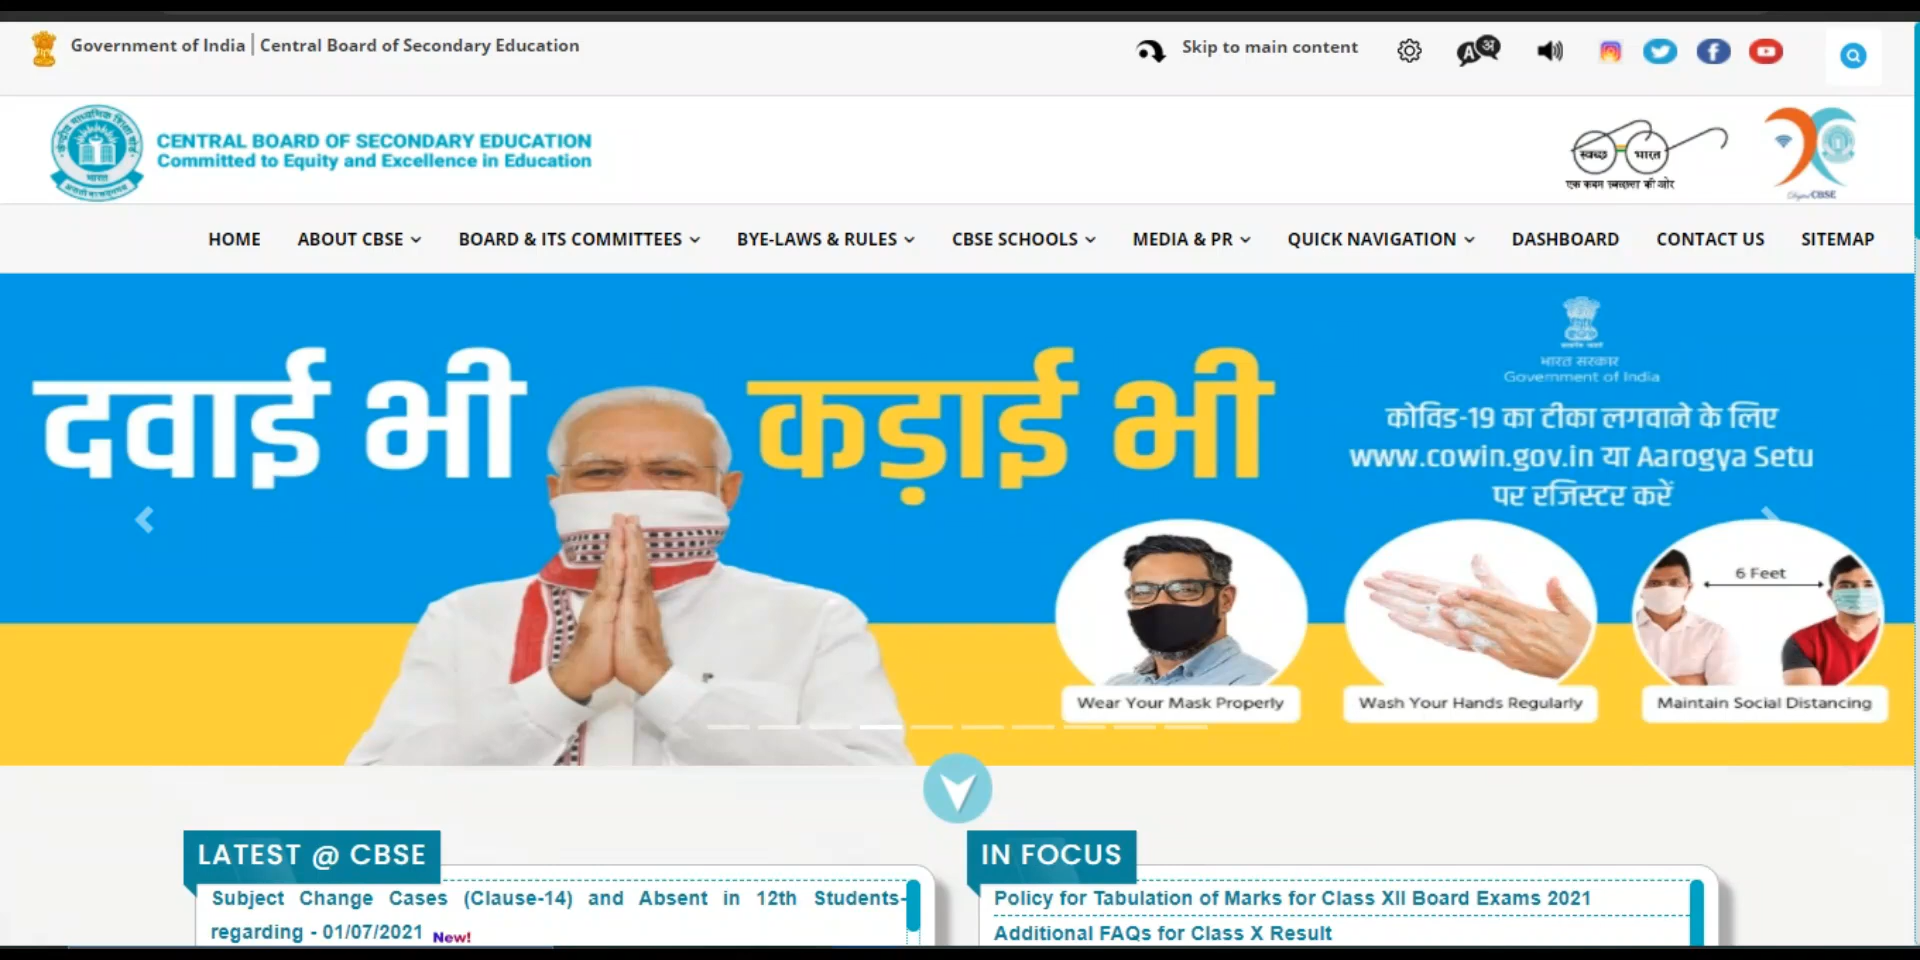 Government of India | Central Board of Secondary Education
Skip to main content
A अ
CENTRAL BOARD OF SECONDARY EDUCATION
Committed to Equity and Excellence in Education
केन्द्रीय माध्यमिक शिक्षा बोर्ड
भारत
स्वच्छ भारत
एक कदम स्वच्छता की ओर
CBSE
HOME ABOUT CBSE BOARD & ITS COMMITTEES BYE-LAWS & RULES CBSE SCHOOLS MEDIA & PR QUICK NAVIGATION DASHBOARD CONTACT US SITEMAP
दवाई भी कड़ाई भी
भारत सरकार
Government of India
कोविड-19 का टीका लगवाने के लिए
www.cowin.gov.in या Aarogya Setu
पर रजिस्टर करें
6 Feet
Wear Your Mask Properly
Wash Your Hands Regularly
Maintain Social Distancing
LATEST @ CBSE
Subject Change Cases (Clause-14) and Absent in 12th Students-
regarding - 01/07/2021 New!
IN FOCUS
Policy for Tabulation of Marks for Class XII Board Exams 2021
Additional FAQs for Class X Result